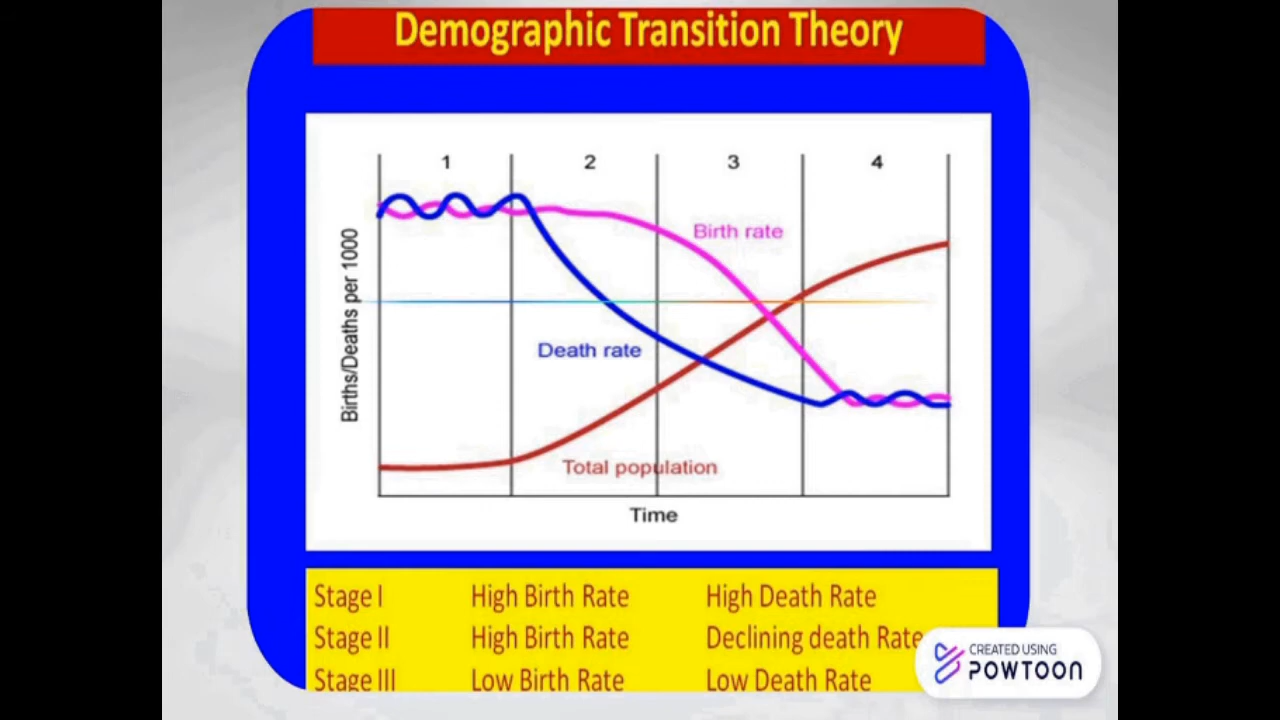 Demographic Transition Theory
1 2 3 4
Birth rate
Births/Deaths per 1000
Death rate
Total population
Time
Stage I High Birth Rate High Death Rate
Stage II High Birth Rate Declining death Rate
Stage III Low Birth Rate Low Death Rate
CREATED USING
POWTOON